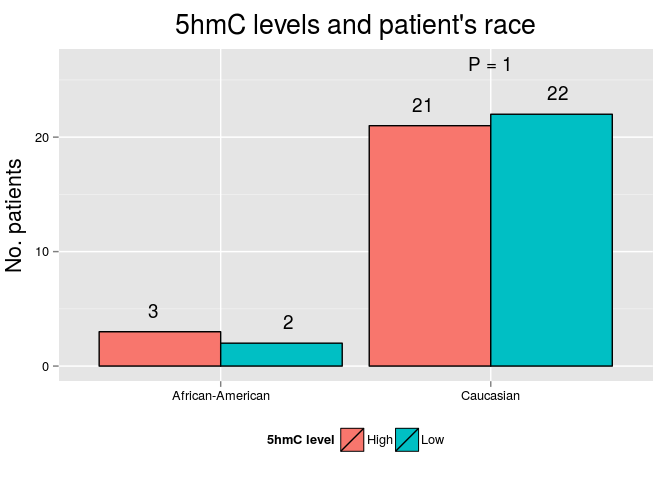 5hmC levels and patient's race
P = 1
21
22
3
2
No. patients
20
10
0
African-American Caucasian
5hmC level High Low